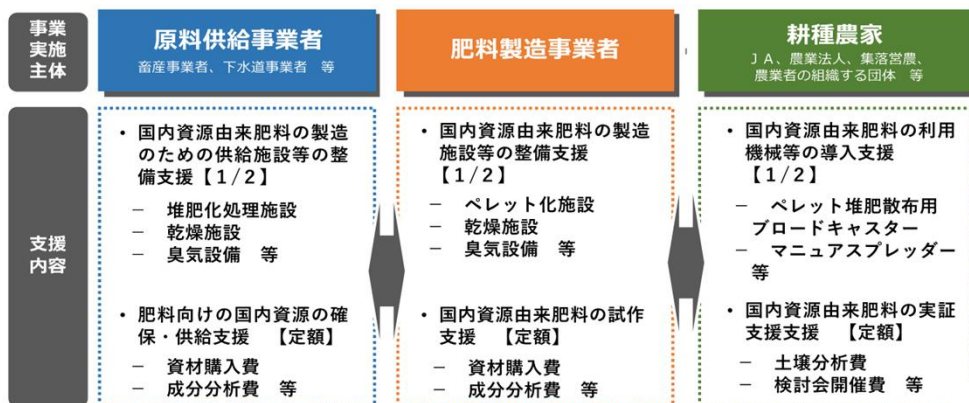 事業
実施
主体
原料供給事業者
畜産事業者、下水道事業者 等
肥料製造事業者
耕種農家
JA、農業法人、集落営農、
農業者の組織する団体 等
支援
内容
• 国内資源由来肥料の製造
のための供給施設等の整
備支援【1/2】
− 堆肥化処理施設
− 乾燥施設
− 臭気設備 等
• 肥料向けの国内資源の確
保・供給支援 【定額】
− 資材購入費
− 成分分析費 等
• 国内資源由来肥料の製造
施設等の整備支援
【1/2】
− ペレット化施設
− 乾燥施設
− 臭気設備 等
• 国内資源由来肥料の試作
支援 【定額】
− 資材購入費
− 成分分析費 等
• 国内資源由来肥料の利用
機械等の導入支援
【1/2】
− ペレット堆肥散布用
ブロードキャスター
− マニュアスプレッダー
等
• 国内資源由来肥料の実証
支援支援 【定額】
− 土壌分析費
− 検討会開催費 等